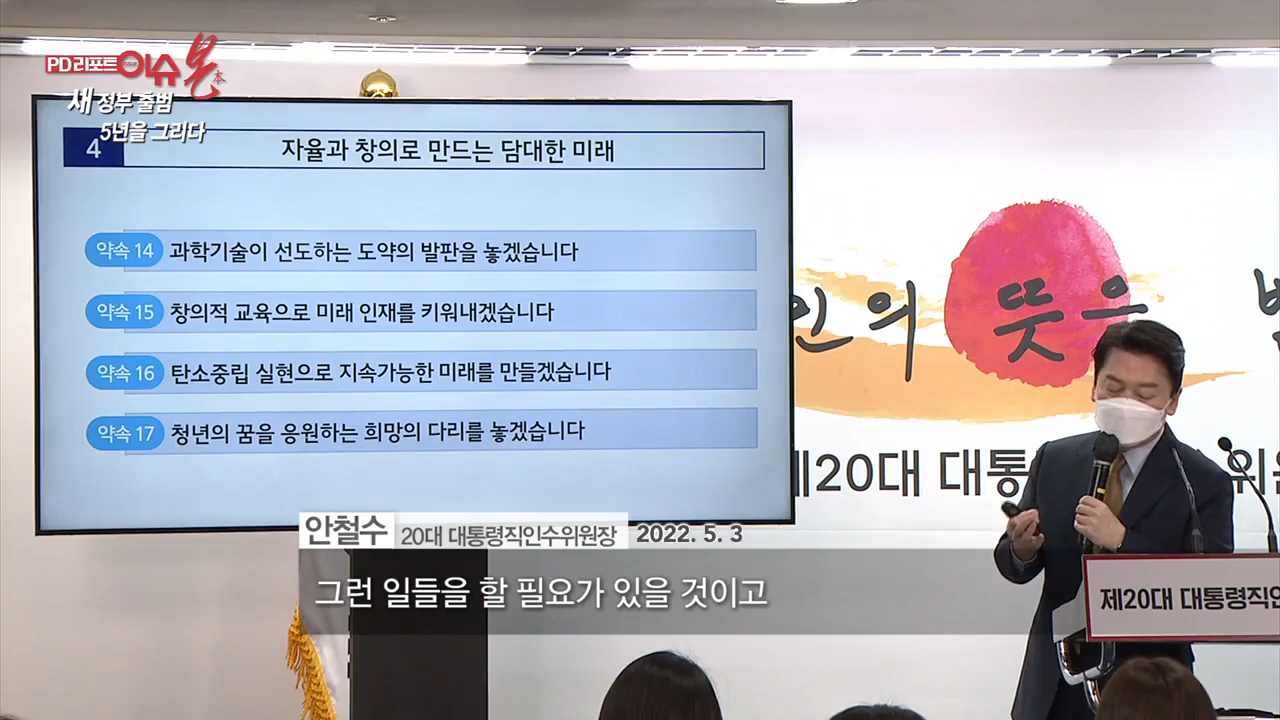 PD리포트 이슈 본 本
새 정부 출범
5년을 그리다
4 자율과 창의로 만드는 담대한 미래
약속 14 과학기술이 선도하는 도약의 발판을 놓겠습니다
약속 15 창의적 교육으로 미래 인재를 키워내겠습니다
약속 16 탄소중립 실현으로 지속가능한 미래를 만들겠습니다
약속 17 청년의 꿈을 응원하는 희망의 다리를 놓겠습니다
인의 뜻은
제20대 대통 위원
안철수 20대 대통령직인수위원장 2022. 5. 3
그런 일들을 할 필요가 있을 것이고
제20대 대통령직인